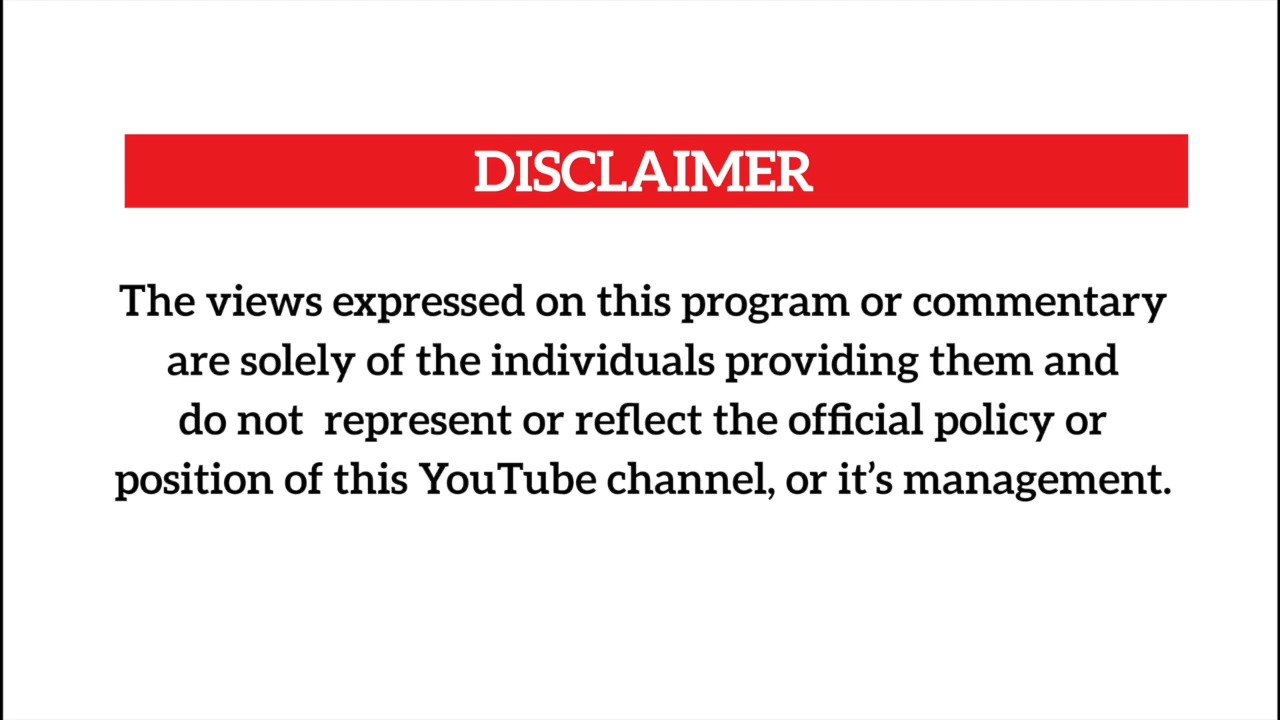 DISCLAIMER
The views expressed on this program or commentary
are solely of the individuals providing them and
do not  represent or reflect the official policy or
position of this YouTube channel, or it’s management.